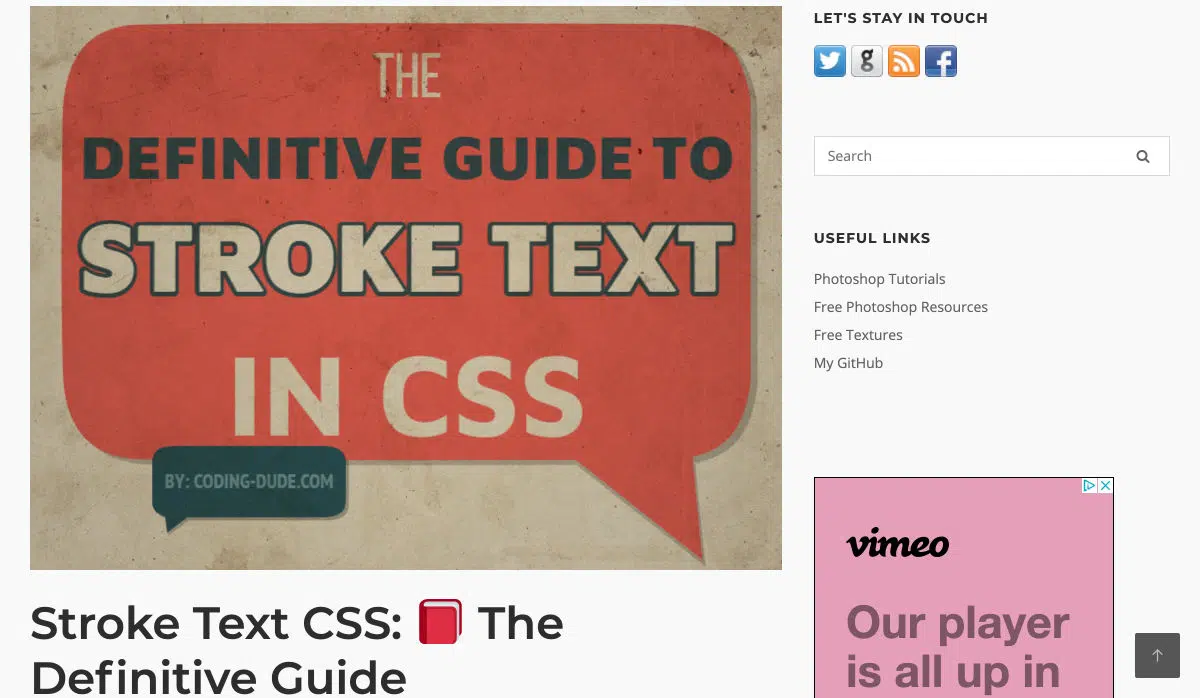 THE
DEFINITIVE GUIDE TO
STROKE TEXT
IN CSS
BY: CODING-DUDE.COM
Stroke Text CSS: 📕 The
Definitive Guide
LET'S STAY IN TOUCH
g
f
Search
USEFUL LINKS
Photoshop Tutorials
Free Photoshop Resources
Free Textures
My GitHub
vimeo
Our player
is all up in